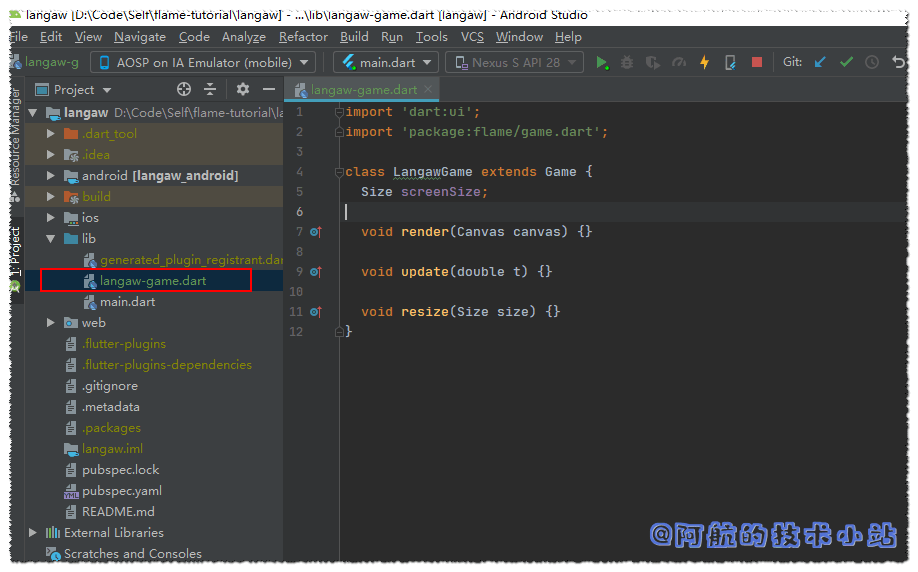 langaw [D:\Code\Self\flame-tutorial\langaw] - ...\lib\langaw-game.dart [langaw] - Android Studio
File Edit View Navigate Code Analyze Refactor Build Run Tools VCS Window Help
langaw-g AOSP on IA Emulator (mobile) main.dart Nexus S API 28 Git:
Project
langaw-game.dart
Resource Manager
1: Project
langaw D:\Code\Self\flame-tutorial\la
.dart_tool
.idea
android [langaw_android]
build
ios
lib
generated_plugin_registrant.dar
langaw-game.dart
main.dart
web
.flutter-plugins
.flutter-plugins-dependencies
.gitignore
.metadata
.packages
langaw.iml
pubspec.lock
pubspec.yaml
README.md
External Libraries
Scratches and Consoles
1 import 'dart:ui';
2 import 'package:flame/game.dart';
3
4 class LangawGame extends Game {
5 Size screenSize;
6
7 void render(Canvas canvas) {}
8
9 void update(double t) {}
10
11 void resize(Size size) {}
12 }
@阿航的技术小站